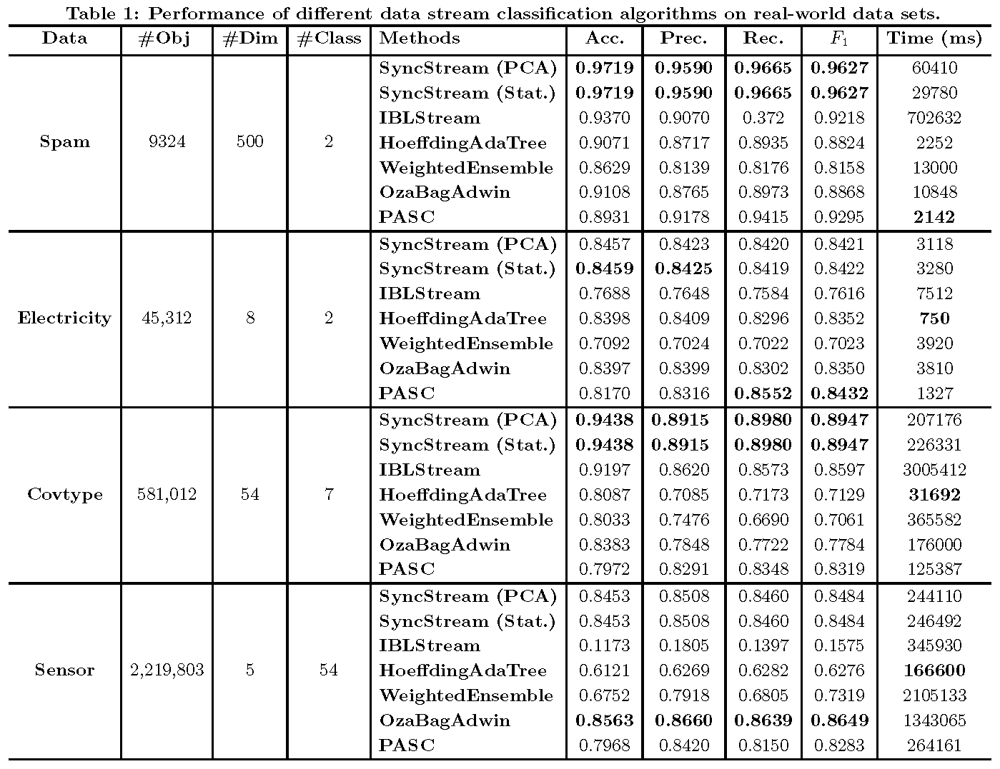 Table 1: Performance of different data stream classification algorithms on real-world data sets.
Data #Obj #Dim #Class Methods Acc. Prec. Rec. F1 Time (ms)
SyncStream (PCA) 0.9719 0.9590 0.9665 0.9627 60410
SyncStream (Stat.) 0.9719 0.9590 0.9665 0.9627 29780
IBLStream 0.9370 0.9070 0.372 0.9218 702632
Spam 9324 500 2 HoeffdingAdaTree 0.9071 0.8717 0.8935 0.8824 2252
WeightedEnsemble 0.8629 0.8139 0.8176 0.8158 13000
OzaBagAdwin 0.9108 0.8765 0.8973 0.8868 10848
PASC 0.8931 0.9178 0.9415 0.9295 2142
SyncStream (PCA) 0.8457 0.8423 0.8420 0.8421 3118
SyncStream (Stat.) 0.8459 0.8425 0.8419 0.8422 3280
IBLStream 0.7688 0.7648 0.7584 0.7616 7512
Electricity 45,312 8 2 HoeffdingAdaTree 0.8398 0.8409 0.8296 0.8352 750
WeightedEnsemble 0.7092 0.7024 0.7022 0.7023 3920
OzaBagAdwin 0.8397 0.8399 0.8302 0.8350 3810
PASC 0.8170 0.8316 0.8552 0.8432 1327
SyncStream (PCA) 0.9438 0.8915 0.8980 0.8947 207176
SyncStream (Stat.) 0.9438 0.8915 0.8980 0.8947 226331
IBLStream 0.9197 0.8620 0.8573 0.8597 3005412
Covtype 581,012 54 7 HoeffdingAdaTree 0.8087 0.7085 0.7173 0.7129 31692
WeightedEnsemble 0.8033 0.7476 0.6690 0.7061 365582
OzaBagAdwin 0.8383 0.7848 0.7722 0.7784 176000
PASC 0.7972 0.8291 0.8348 0.8319 125387
SyncStream (PCA) 0.8453 0.8508 0.8460 0.8484 244110
SyncStream (Stat.) 0.8453 0.8508 0.8460 0.8484 246492
IBLStream 0.1173 0.1805 0.1397 0.1575 345930
Sensor 2,219,803 5 54 HoeffdingAdaTree 0.6121 0.6269 0.6282 0.6276 166600
WeightedEnsemble 0.6752 0.7918 0.6805 0.7319 2105133
OzaBagAdwin 0.8563 0.8660 0.8639 0.8649 1343065
PASC 0.7968 0.8420 0.8150 0.8283 264161